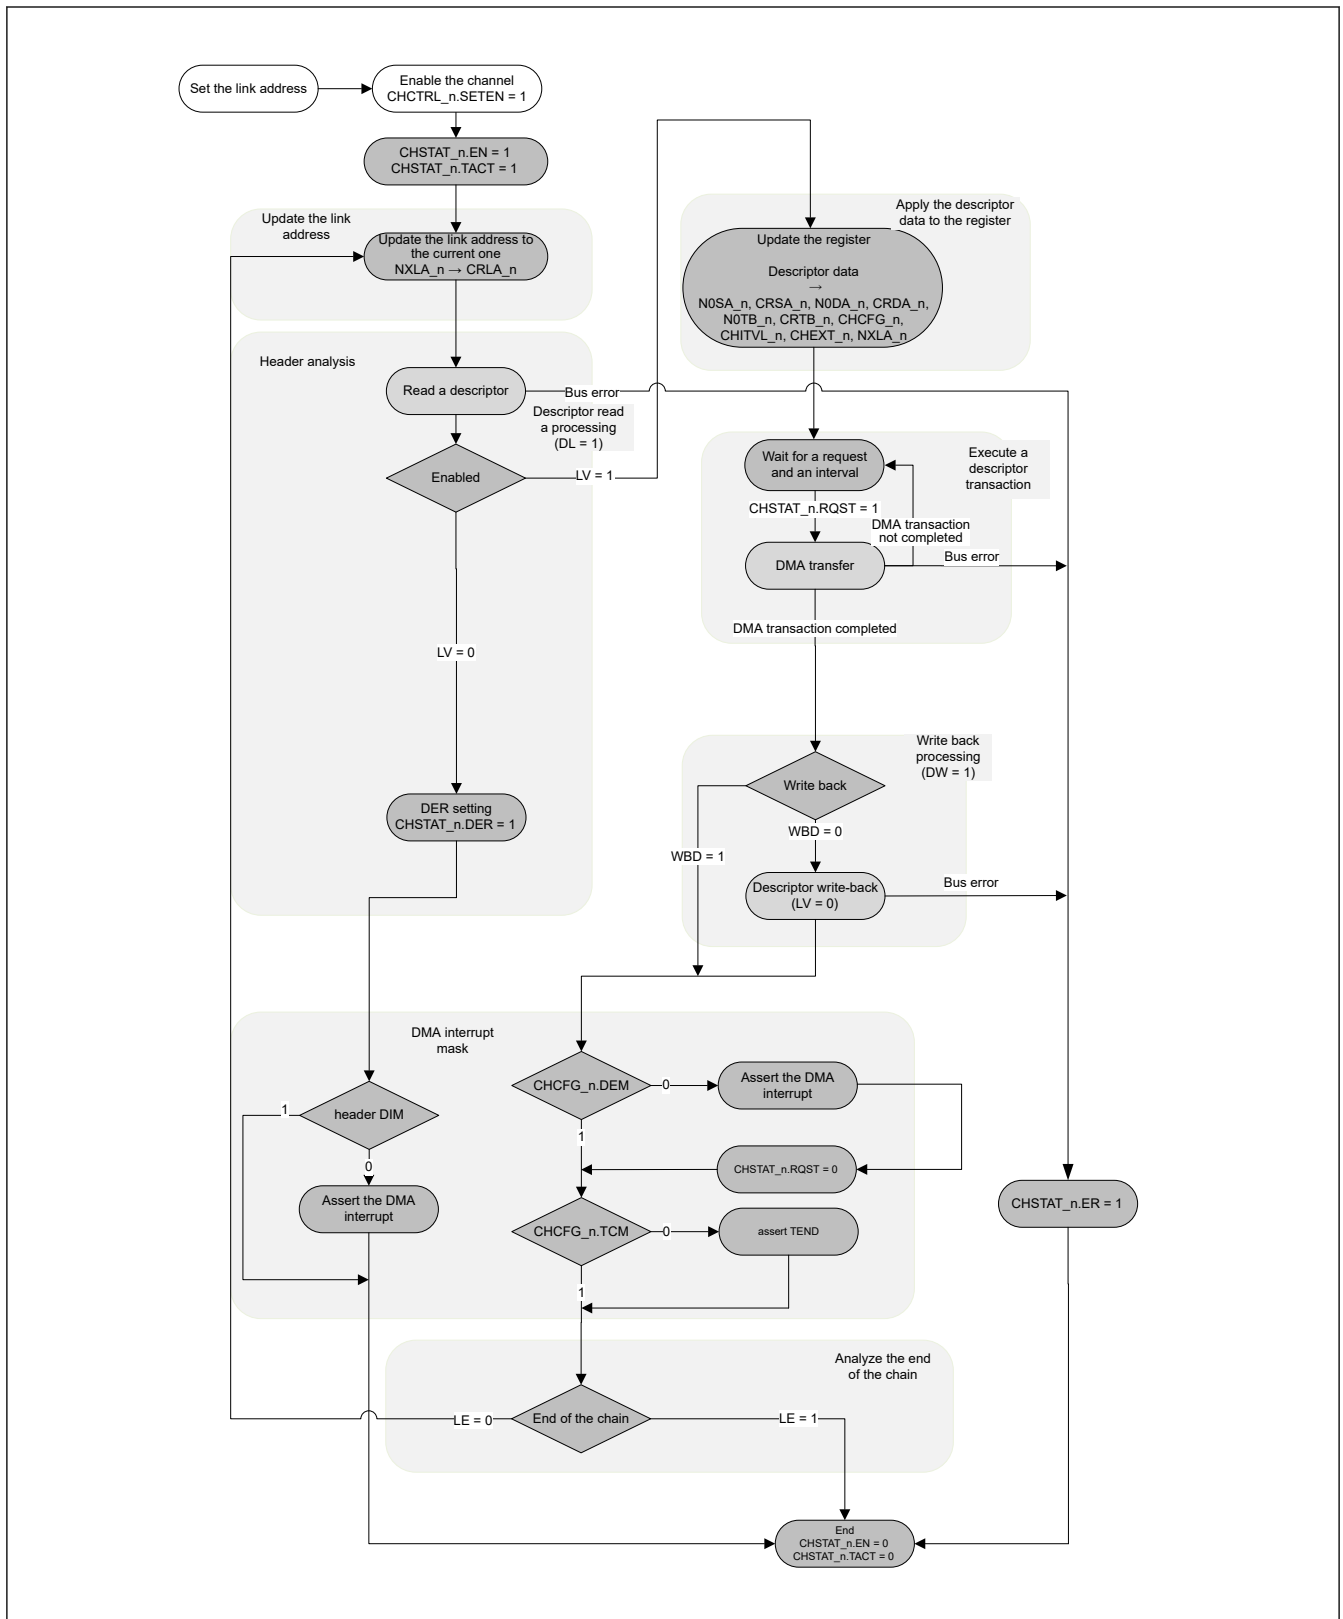 Set the link address
Enable the channel
CHCTRL_n.SETEN = 1
CHSTAT_n.EN = 1
CHSTAT_n.TACT = 1
Update the link
address
Update the link address to
the current one
NXLA_n → CRLA_n
Apply the descriptor
data to the register
Update the register
Descriptor data
→
N0SA_n, CRSA_n, N0DA_n, CRDA_n,
N0TB_n, CRTB_n, CHCFG_n,
CHITVL_n, CHEXT_n, NXLA_n
Header analysis
Read a descriptor
Bus error
Descriptor read
a processing
(DL = 1)
Enabled
LV = 1
Wait for a request
and an interval
Execute a
descriptor
transaction
CHSTAT_n.RQST = 1
DMA transaction
not completed
DMA transfer
Bus error
DMA transaction completed
LV = 0
Write back
processing
(DW = 1)
Write back
WBD = 0
WBD = 1
DER setting
CHSTAT_n.DER = 1
Descriptor write-back
(LV = 0)
Bus error
DMA interrupt
mask
CHCFG_n.DEM
0
Assert the DMA
interrupt
1
header DIM
1
0
Assert the DMA
interrupt
CHSTAT_n.RQST = 0
CHCFG_n.TCM
0
assert TEND
1
CHSTAT_n.ER = 1
Analyze the end
of the chain
LE = 0
End of the chain
LE = 1
End
CHSTAT_n.EN = 0
CHSTAT_n.TACT = 0